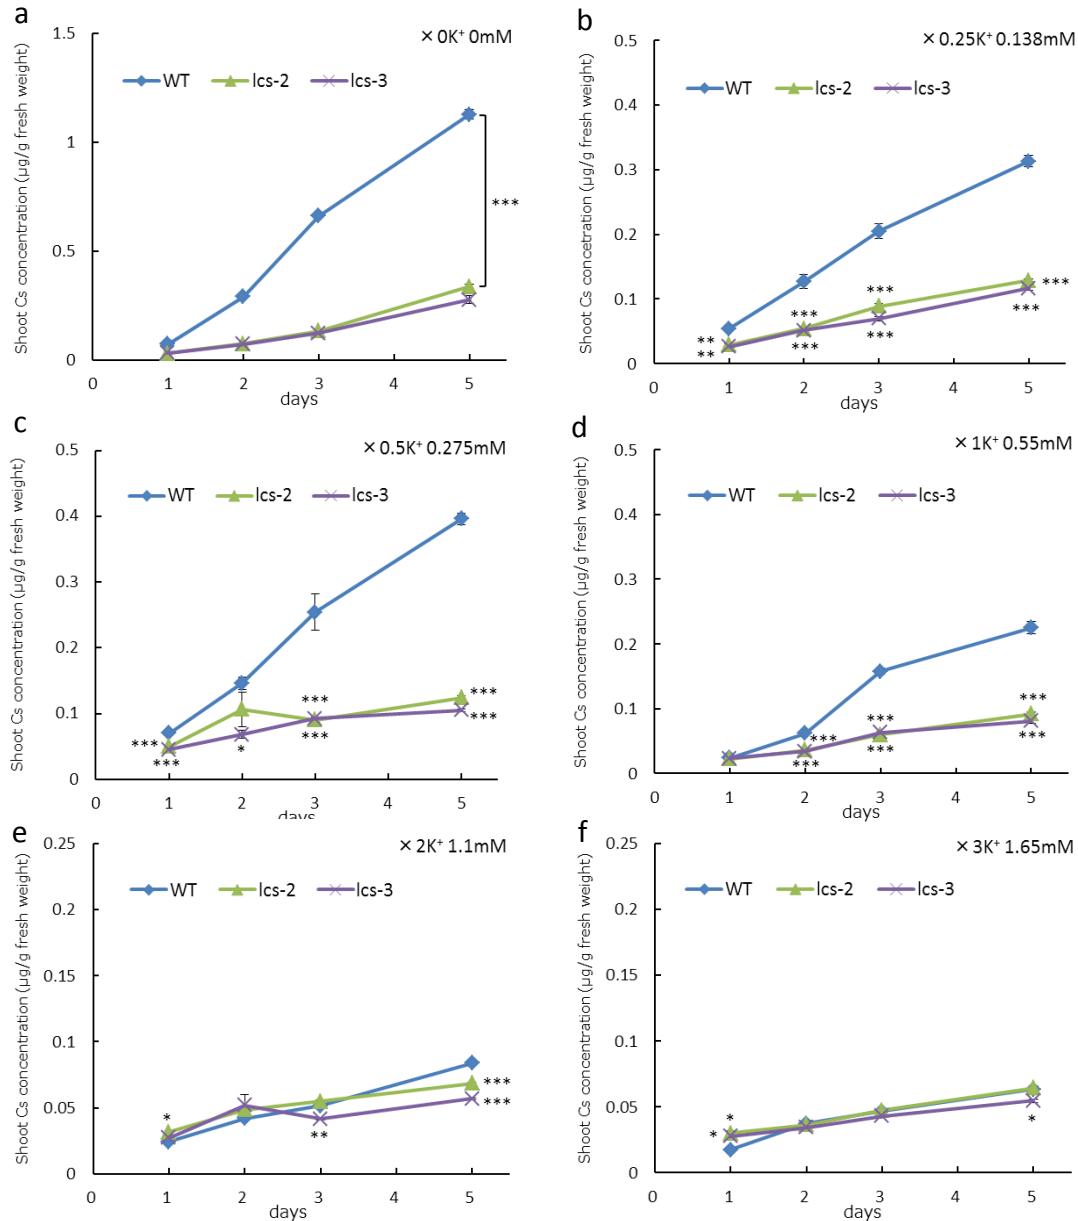 a
× 0K⁺ 0mM
Shoot Cs concentration (µg/g fresh weight)
WT lcs-2 lcs-3
1.5
1
0.5
0
***
0 1 2 3 4 5
days
b
× 0.25K⁺ 0.138mM
Shoot Cs concetration (µg/g fresh weight)
WT lcs-2 lcs-3
0.5
0.4
0.3
0.2
0.1
0
**
**
***
***
***
***
***
***
0 1 2 3 4 5
days
c
× 0.5K⁺ 0.275mM
Shoot Cs concentration (µg/g fresh weight)
WT lcs-2 lcs-3
0.5
0.4
0.3
0.2
0.1
0
***
***
*
***
***
***
***
0 1 2 3 4 5
days
d
× 1K⁺ 0.55mM
Shoot Cs concentration (µg/g fresh weight)
WT lcs-2 lcs-3
0.5
0.4
0.3
0.2
0.1
0
***
***
***
***
***
***
0 1 2 3 4 5
days
e
× 2K⁺ 1.1mM
Shoot Cs concentration (µg/g fresh weight)
WT lcs-2 lcs-3
0.25
0.2
0.15
0.1
0.05
0
*
**
***
***
0 1 2 3 4 5
days
f
× 3K⁺ 1.65mM
Shoot Cs concentration (µg/g fresh weight)
WT lcs-2 lcs-3
0.25
0.2
0.15
0.1
0.05
0
*
*
*
0 1 2 3 4 5
days